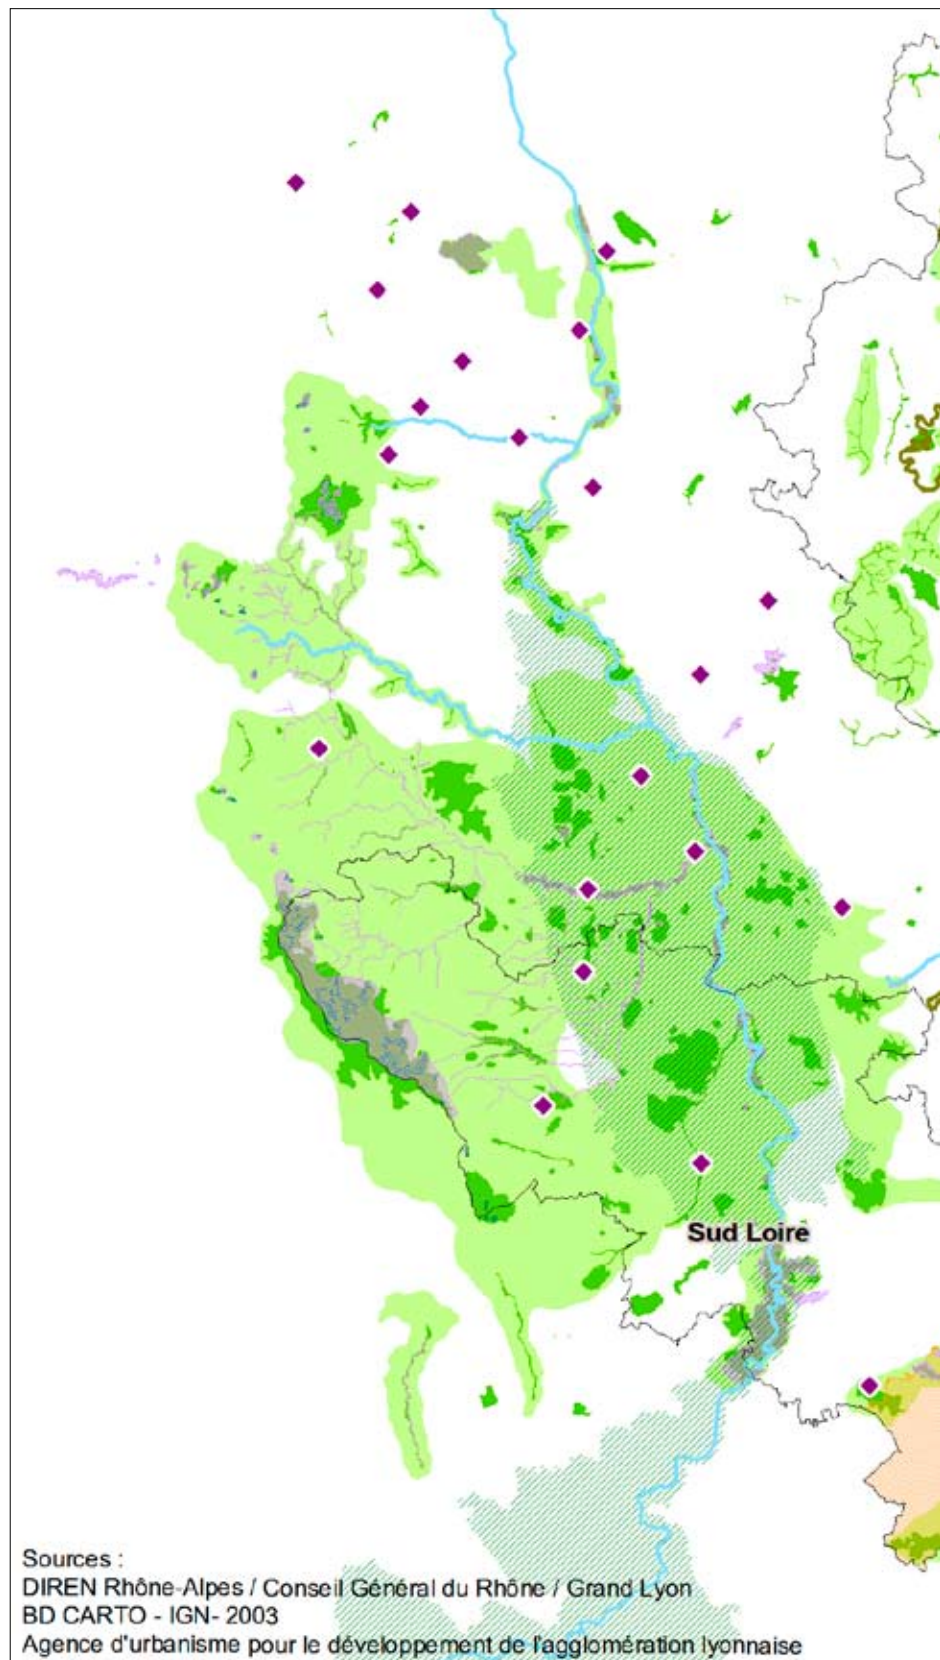 Sud Loire
Sources :
DIREN Rhône-Alpes / Conseil Général du Rhône / Grand Lyon
BD CARTO - IGN- 2003
Agence d'urbanisme pour le développement de l'agglomération lyonnaise